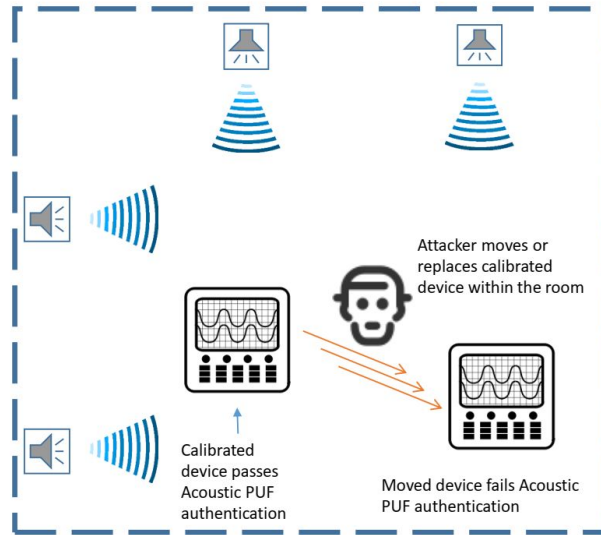 Attacker moves or
replaces calibrated
device within the room
Calibrated
device passes
Acoustic PUF
authentication
Moved device fails Acoustic
PUF authentication